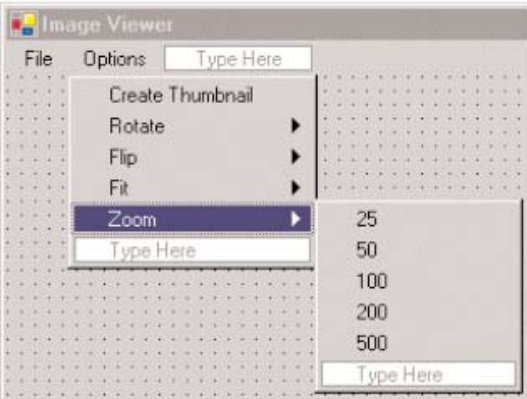 Image Viewer
File Options Type Here
Create Thumbnail
Rotate
Flip
Fit
Zoom
Type Here
25
50
100
200
500
Type Here